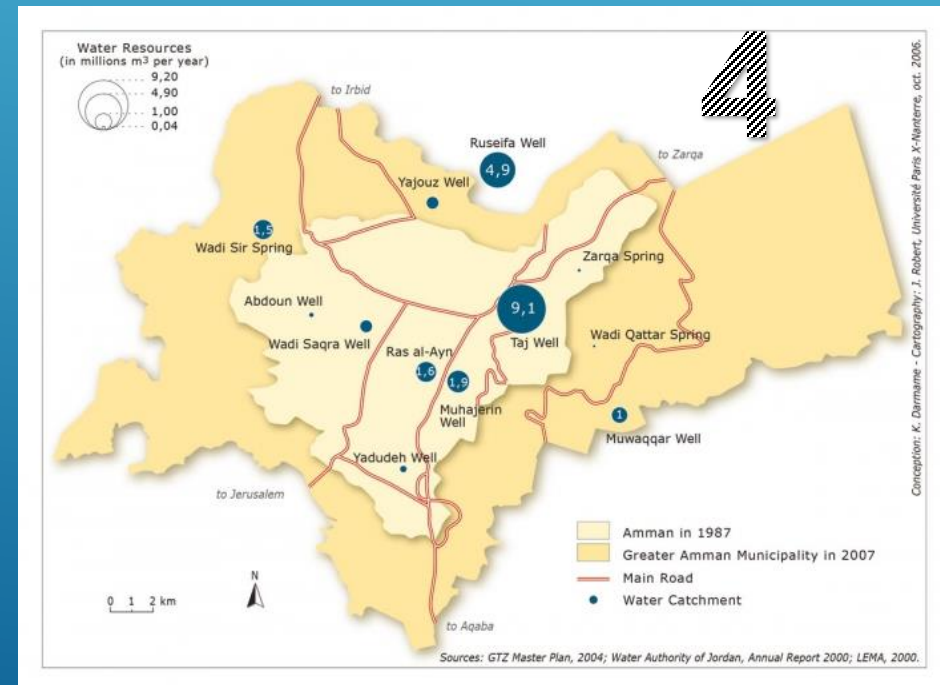 Water Resources
(in millions m³ per year)
9,20
4,90
1,00
0,04
4
to Irbid
Ruseifa Well
4,9
to Zarqa
Yajouz Well
1,5
Wadi Sir Spring
Zarqa Spring
Abdoun Well
9,1
Wadi Saqra Well
Taj Well
Wadi Qattar Spring
Ras al-Ayn
1,6
1,9
Muhajerin
Well
1
Muwaqqar Well
Yadudeh Well
to Jerusalem
Amman in 1987
Greater Amman Municipality in 2007
Main Road
Water Catchment
N
0 1 2 km
to Aqaba
Sources: GTZ Master Plan, 2004; Water Authority of Jordan, Annual Report 2000; LEMA, 2000.
Conception: K. Darmame - Cartography: J. Robert, Université Paris X-Nanterre, oct. 2006.